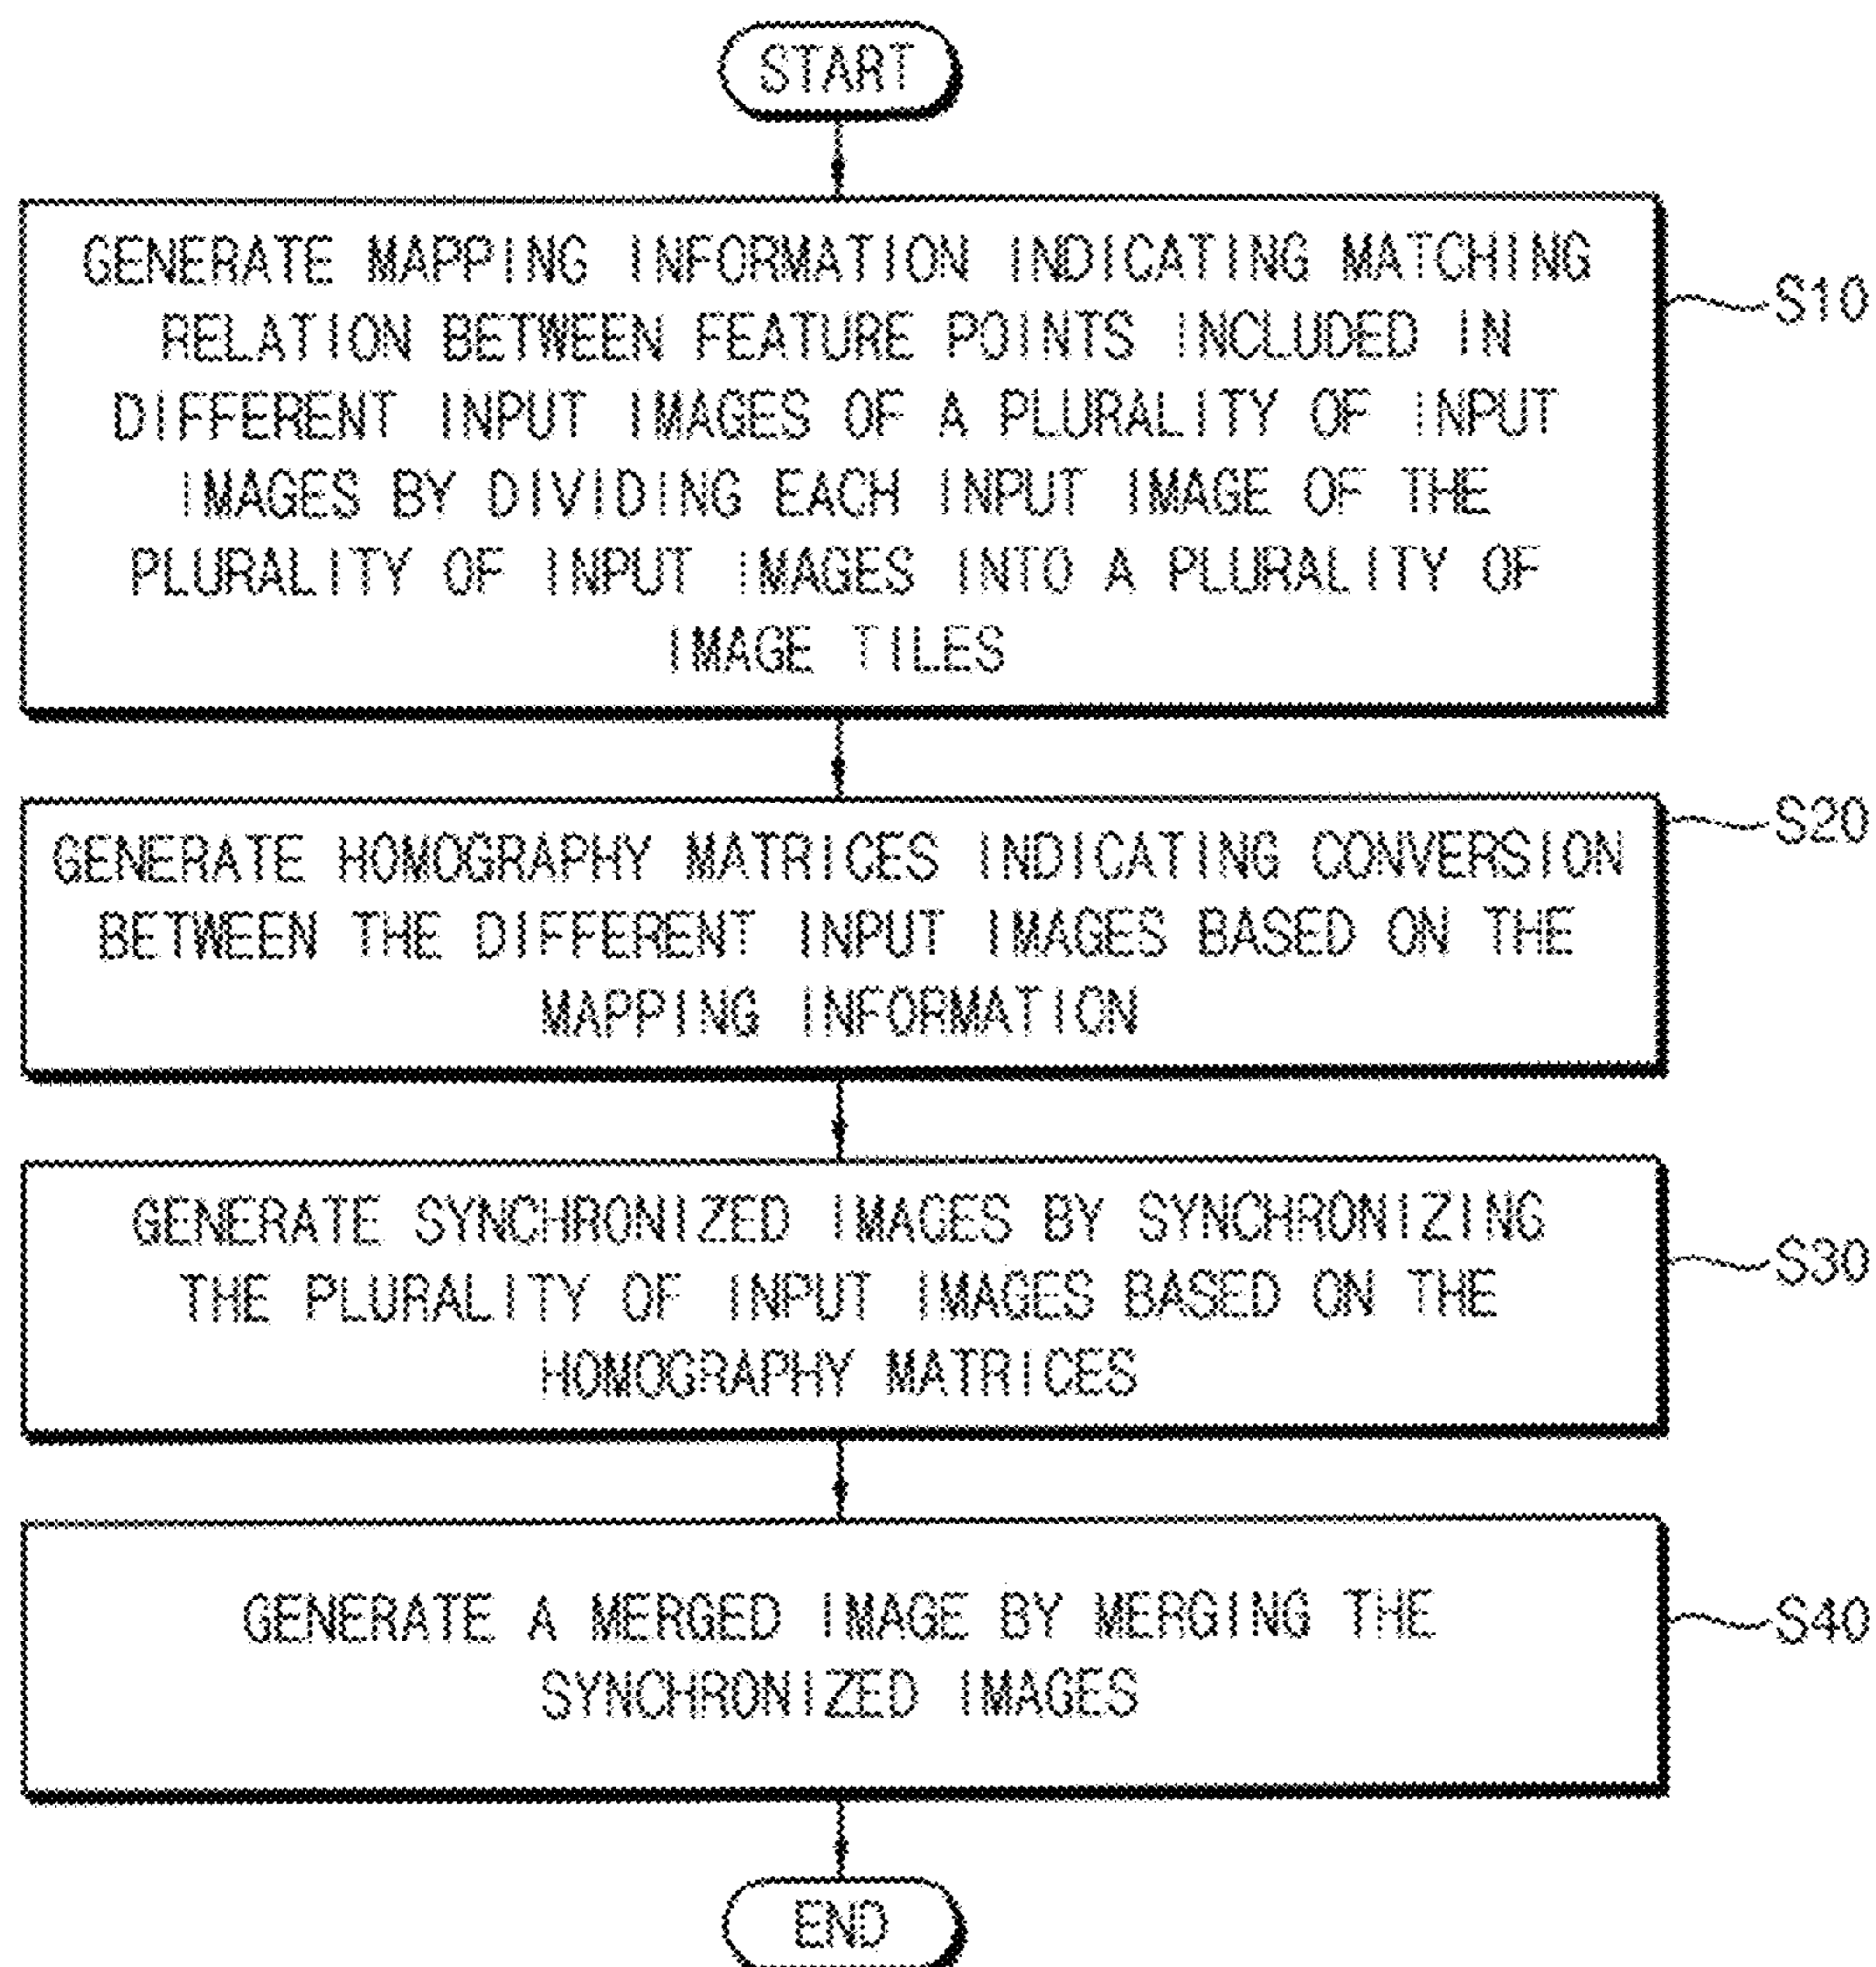 START
GENERATE MAPPING INFORMATION INDICATING MATCHING
RELATION BETWEEN FEATURE POINTS INCLUDED IN
DIFFERENT INPUT IMAGES OF A PLURALITY OF INPUT
IMAGES BY DIVIDING EACH INPUT IMAGE OF THE
PLURALITY OF INPUT IMAGES INTO A PLURALITY OF
IMAGE TILES
S10
GENERATE HOMOGRAPHY MATRICES INDICATING CONVERSION
BETWEEN THE DIFFERENT INPUT IMAGES BASED ON THE
MAPPING INFORMATION
S20
GENERATE SYNCHRONIZED IMAGES BY SYNCHRONIZING
THE PLURALITY OF INPUT IMAGES BASED ON THE
HOMOGRAPHY MATRICES
S30
GENERATE A MERGED IMAGE BY MERGING THE
SYNCHRONIZED IMAGES
S40
END